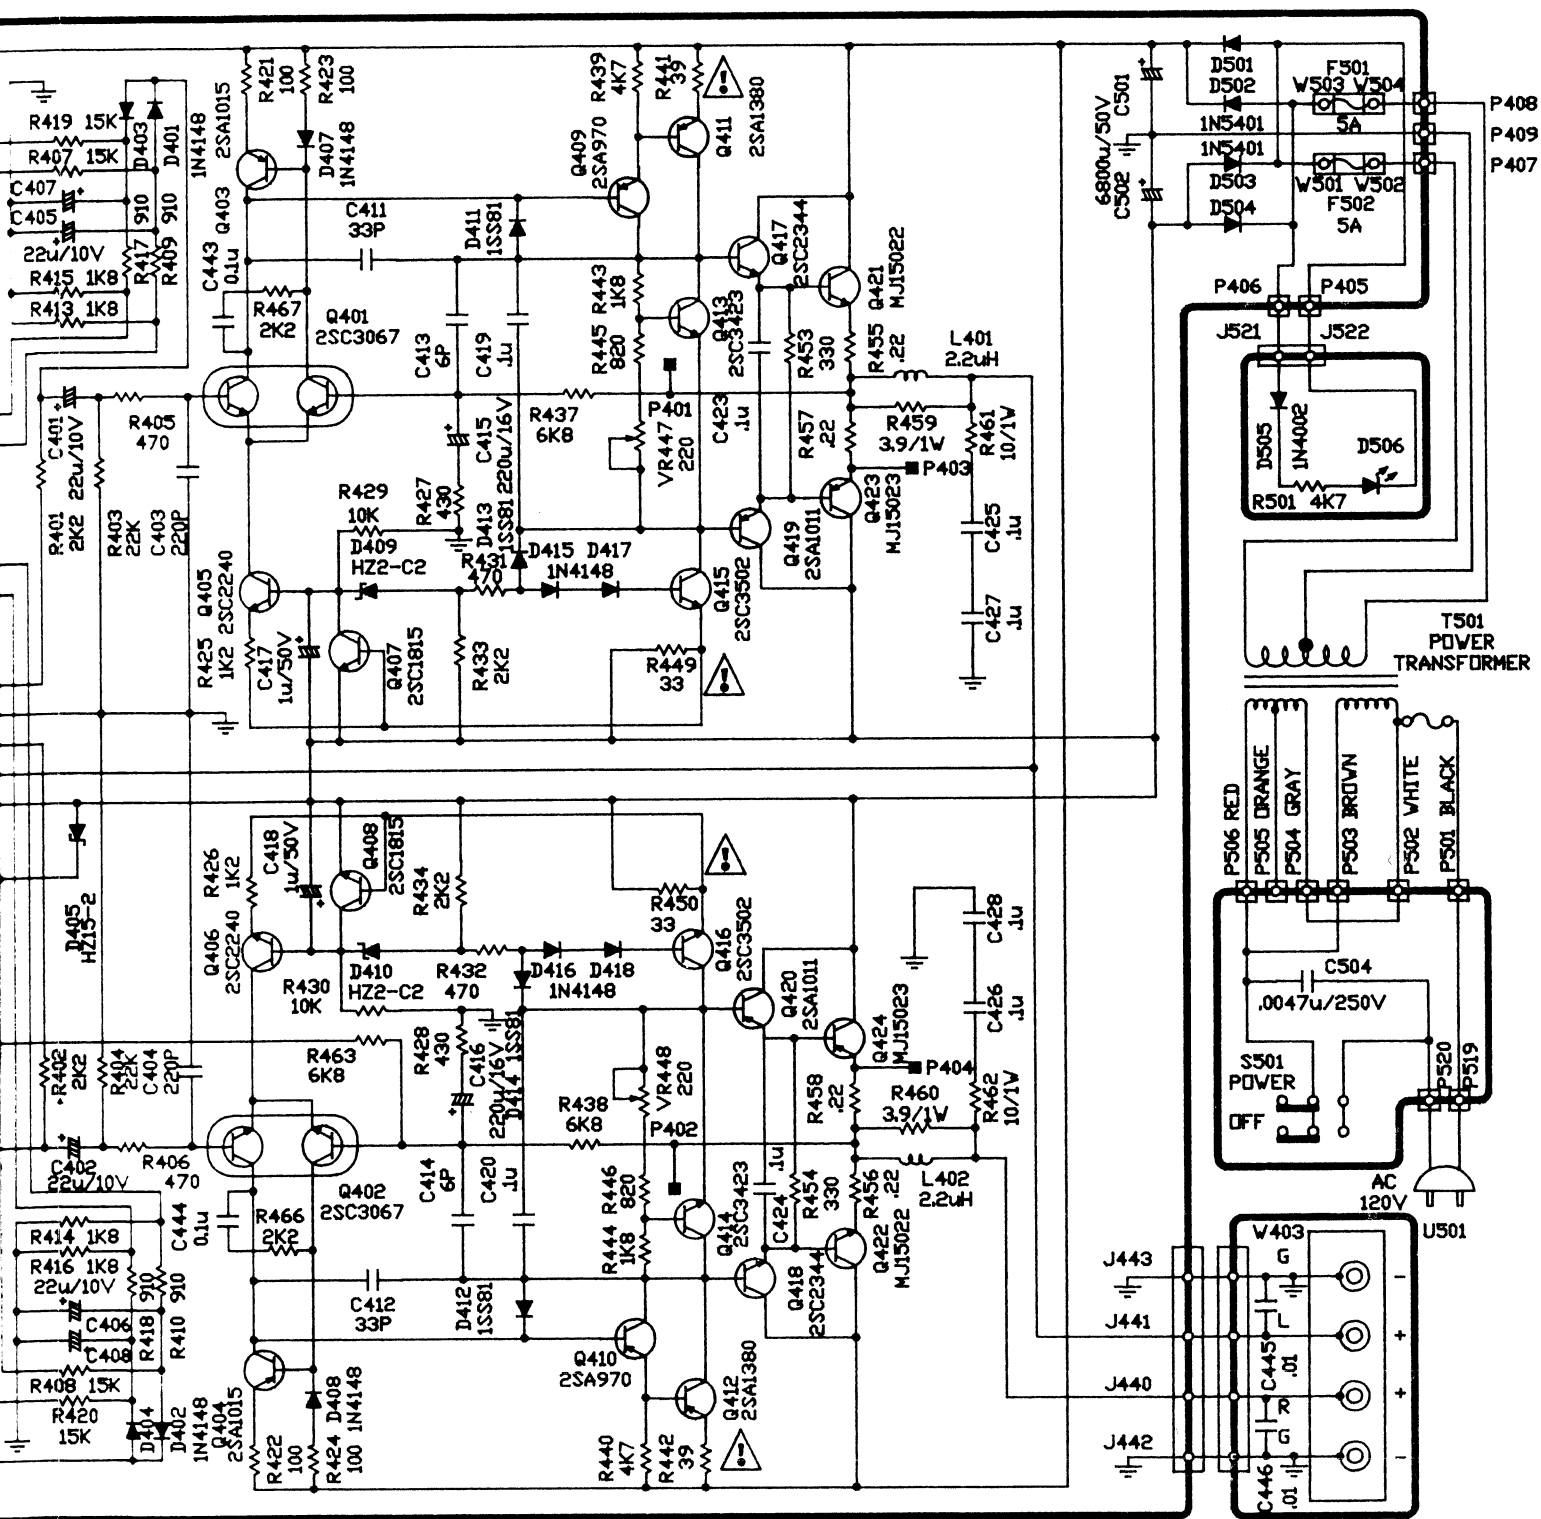 R421
100
R423
100
R439
4K7
R441
39
2SA1015
R419 15K
R407 15K
D403
D401
1N4148
C407
C405
22u/10V
910
910
R417
R409
R415 1K8
R413 1K8
Q403
D407
1N4148
C443
0.1u
R467
2K2
Q401
2SC3067
C411
33P
D411
1SS81
Q409
2SA970
Q411
2SA1380
Q417
2SC2344
Q421
MJ15022
R443
1K8
R445
820
Q413
2SC3423
R453
330
R455
.22
L401
2.2uH
C413
6P
C419
.1u
R437
6K8
P401
VR447
220
C423
.1u
R457
.22
R459
3.9/1W
R461
10/1W
P403
C401
22u/10V
R405
470
R401
2K2
R403
22K
C403
220P
R429
10K
R427
430
C415
220u/16V
D413
1SS81
D409
HZ2-C2
R431
470
D415 D417
1N4148
Q419
2SA1011
Q423
MJ15023
C425
.1u
C427
.1u
Q405
2SC2240
R425
1K2
C417
1u/50V
Q407
2SC1815
R433
2K2
Q415
2SC3502
R449
33
C501
6800u/50V
C502
D501
D502
1N5401
1N5401
D503
D504
F501
W503 W504
5A
W501 W502
F502
5A
P408
P409
P407
P406
P405
J521
J522
D505
1N4002
D506
R501 4K7
T501
POWER
TRANSFORMER
P506 RED
P505 ORANGE
P504 GRAY
P503 BROWN
P502 WHITE
P501 BLACK
C504
.0047u/250V
S501
POWER
OFF
P520
P519
AC
120V
U501
D405
HZ15-2
R426
1K2
C418
1u/50V
Q408
2SC1815
R434
2K2
R450
33
Q406
2SC2240
R430
10K
D410
HZ2-C2
R432
470
D416 D418
1N4148
Q416
2SC3502
Q420
2SA1011
Q424
MJ15023
C428
.1u
C426
.1u
R402
2K2
R404
22K
C404
220P
R463
6K8
R428
430
C416
220u/16V
D414
1SS81
VR448
220
R438
6K8
P402
P404
R458
.22
R460
3.9/1W
R462
10/1W
C402
22u/10V
R406
470
Q402
2SC3067
C414
6P
C420
.1u
R446
820
R444
1K8
Q414
2SC3423
C424
.1u
R454
330
R456
.22
L402
2.2uH
C444
0.1u
R466
2K2
R414 1K8
R416 1K8
22u/10V
910
910
C406
C408
R418
R410
C412
33P
D412
1SS81
Q418
2SC2344
Q422
MJ15022
R408 15K
R420
15K
D404
D402
1N4148
Q404
2SA1015
R422
100
R424
100
D408
1N4148
Q410
2SA970
Q412
2SA1380
R440
4K7
R442
39
J443
J441
J440
J442
W403
G
L
R
G
C445
.01
C446
.01
−
+
+
−